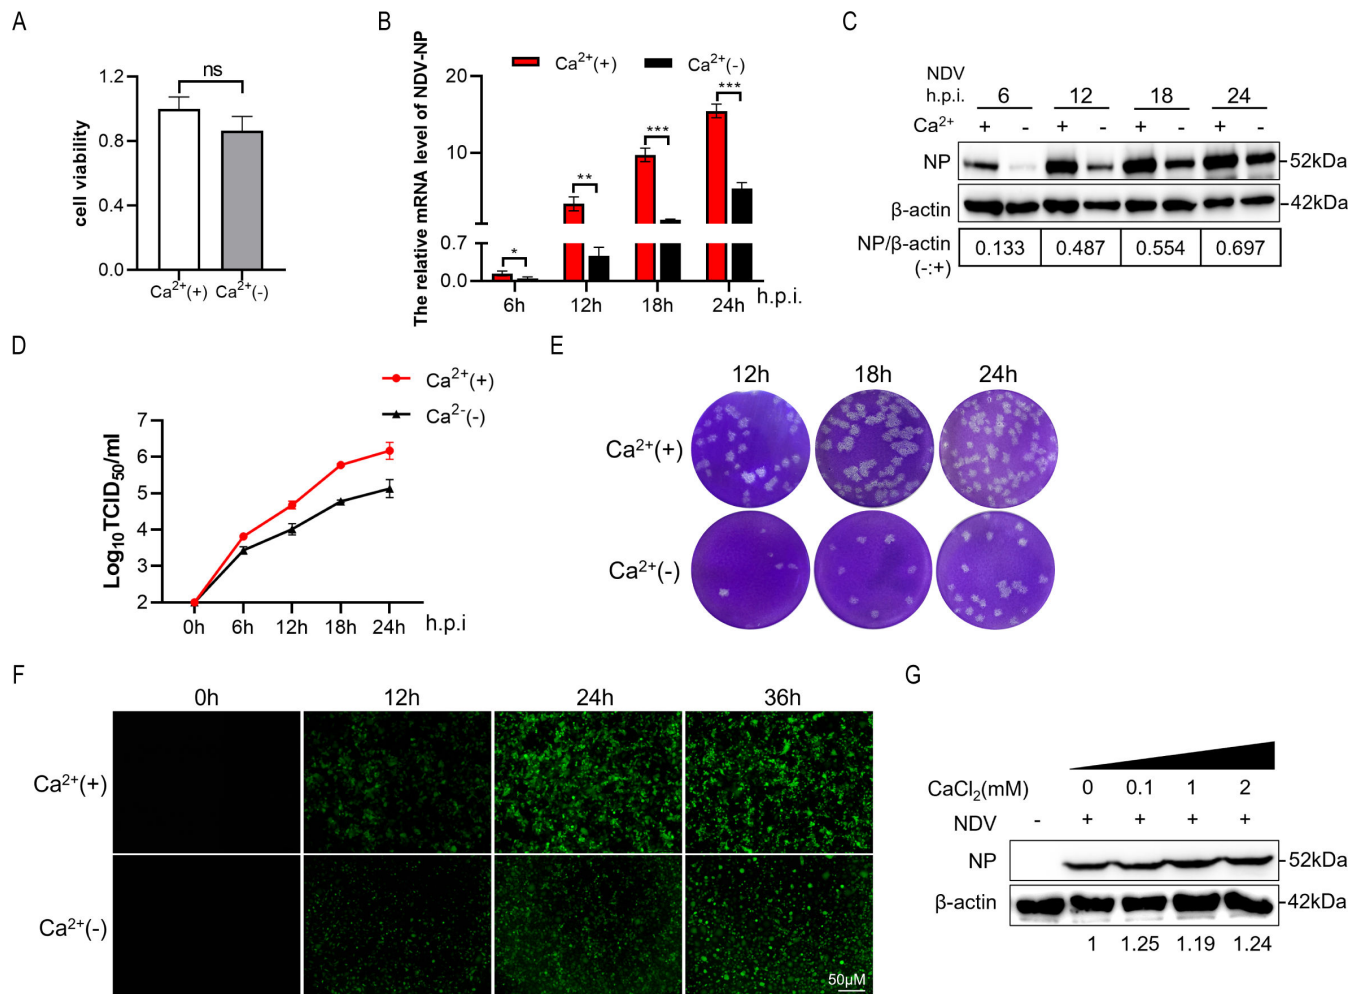 A
cell viability
1.2
0.8
0.4
0.0
ns
Ca²⁺(+)
Ca²⁺(-)
B
The relative mRNA level of NDV-NP
Ca²⁺(+)
Ca²⁺(-)
20
10
0.7
0.0
*
**
***
***
6h
12h
18h
24h
h.p.i.
C
NDV
h.p.i.
6
12
18
24
Ca²⁺
+ - + - + - + -
NP
52kDa
β-actin
42kDa
NP/β-actin
(-:+)
0.133
0.487
0.554
0.697
D
Ca²⁺(+)
Ca²⁻(-)
Log₁₀TCID₅₀/ml
7
6
5
4
3
2
0h
6h
12h
18h
24h
h.p.i
E
12h
18h
24h
Ca²⁺(+)
Ca²⁺(-)
F
0h
12h
24h
36h
Ca²⁺(+)
Ca²⁺(-)
50μM
G
CaCl₂(mM)
0
0.1
1
2
NDV
- + + + +
NP
52kDa
β-actin
42kDa
1
1.25
1.19
1.24